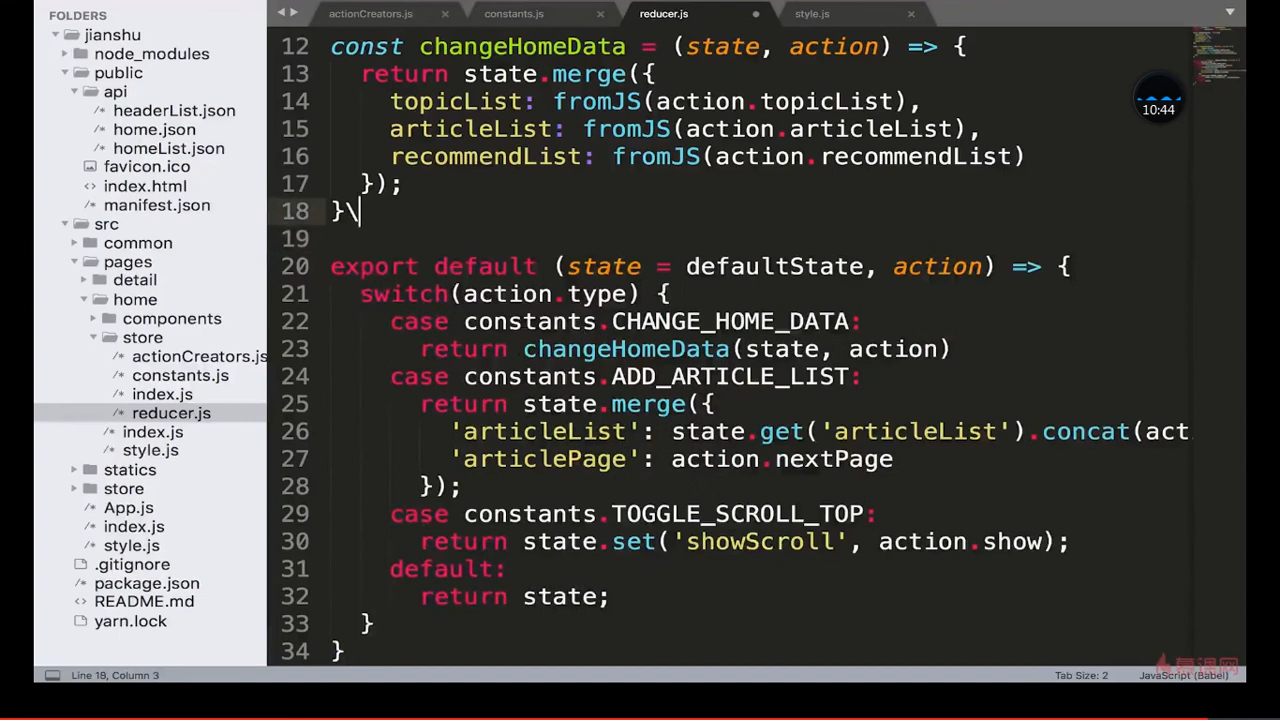 FOLDERS
jianshu
node_modules
public
api
/* headerList.json
/* home.json
/* homeList.json
favicon.ico
<> index.html
/* manifest.json
src
common
pages
detail
home
components
store
/* actionCreators.js
/* constants.js
/* index.js
/* reducer.js
/* index.js
/* style.js
statics
store
/* App.js
/* index.js
/* style.js
.gitignore
/* package.json
<> README.md
yarn.lock
actionCreators.js
constants.js
reducer.js
style.js
12 const changeHomeData = (state, action) => {
13 return state.merge({
14 topicList: fromJS(action.topicList),
15 articleList: fromJS(action.articleList),
16 recommendList: fromJS(action.recommendList)
17 });
18 }\
19
20 export default (state = defaultState, action) => {
21 switch(action.type) {
22 case constants.CHANGE_HOME_DATA:
23 return changeHomeData(state, action)
24 case constants.ADD_ARTICLE_LIST:
25 return state.merge({
26 'articleList': state.get('articleList').concat(act
27 'articlePage': action.nextPage
28 });
29 case constants.TOGGLE_SCROLL_TOP:
30 return state.set('showScroll', action.show);
31 default:
32 return state;
33 }
34 }
10:44
Line 18, Column 3
Tab Size: 2
JavaScript (Babel)
慕课网